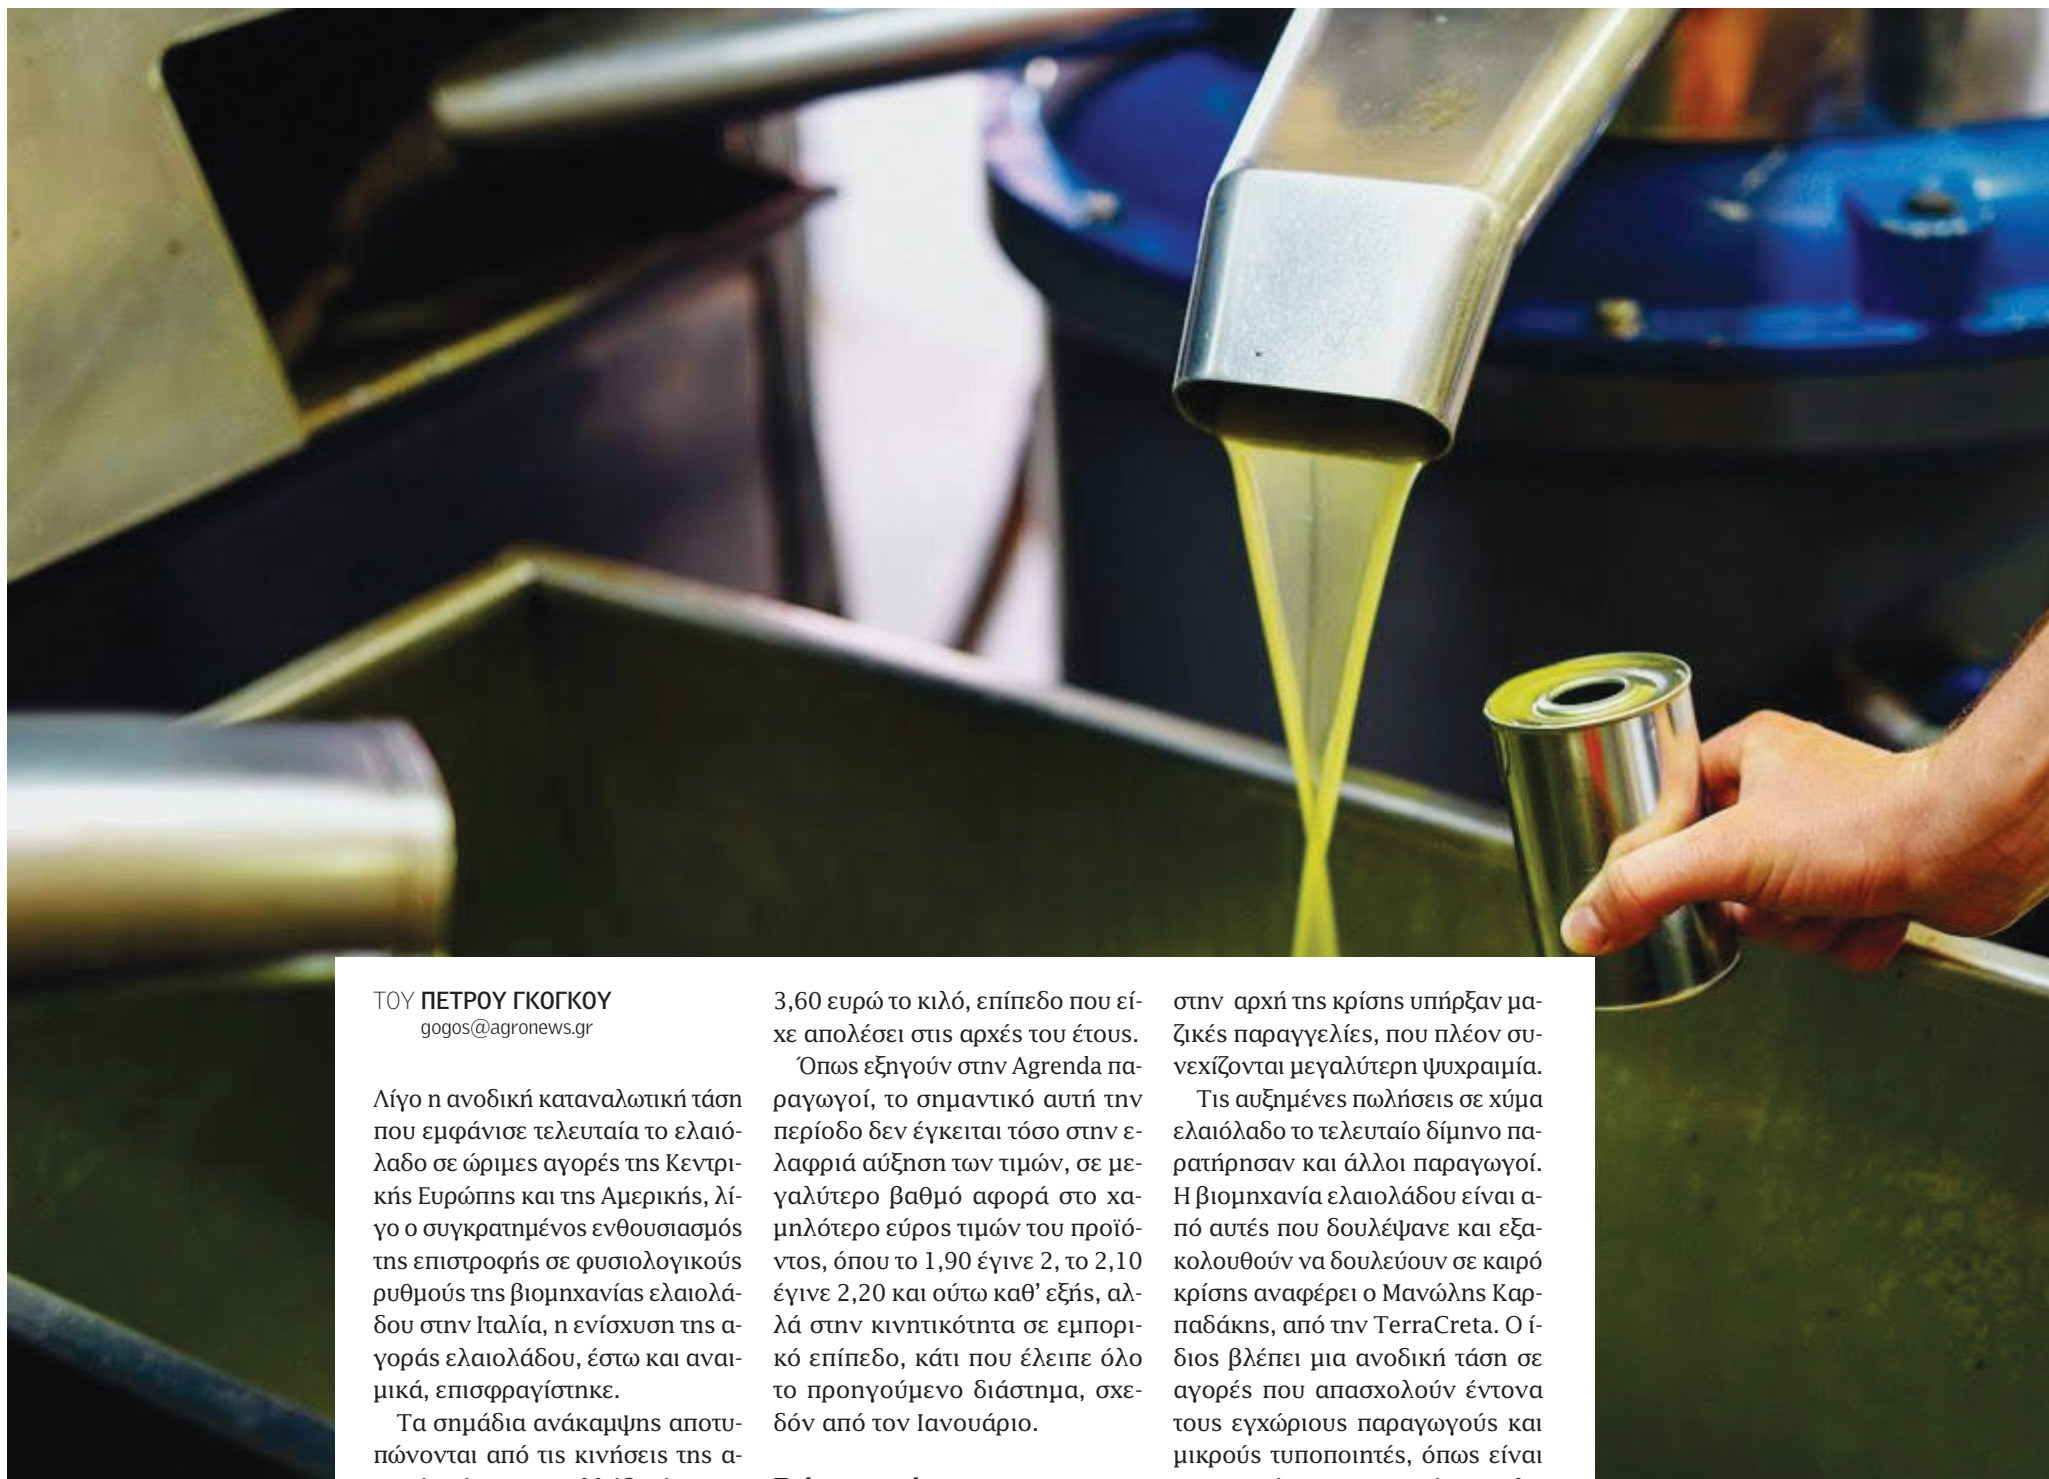 ΤΟΥ ΠΕΤΡΟΥ ΓΚΟΓΚΟΥ
gogos@agronews.gr
Λίγο η ανοδική καταναλωτική τάση
που εμφάνισε τελευταία το ελαιό-
λαδο σε ώριμες αγορές της Κεντρι-
κής Ευρώπης και της Αμερικής, λί-
γο ο συγκρατημένος ενθουσιασμός
της επιστροφής σε φυσιολογικούς
ρυθμούς της βιομηχανίας ελαιολά-
δου στην Ιταλία, η ενίσχυση της α-
γοράς ελαιολάδου, έστω και αναι-
μικά, επισφραγίστηκε.
Τα σημάδια ανάκαμψης αποτυ-
πώνονται από τις κινήσεις της α-
3,60 ευρώ το κιλό, επίπεδο που εί-
χε απολέσει στις αρχές του έτους.
Όπως εξηγούν στην Agrenda πα-
ραγωγοί, το σημαντικό αυτή την
περίοδο δεν έγκειται τόσο στην ε-
λαφριά αύξηση των τιμών, σε με-
γαλύτερο βαθμό αφορά στο χα-
μηλότερο εύρος τιμών του προϊό-
ντος, όπου το 1,90 έγινε 2, το 2,10
έγινε 2,20 και ούτω καθ’ εξής, αλ-
λά στην κινητικότητα σε εμπορι-
κό επίπεδο, κάτι που έλειπε όλο
το προηγούμενο διάστημα, σχε-
δόν από τον Ιανουάριο.
στην αρχή της κρίσης υπήρξαν μα-
ζικές παραγγελίες, που πλέον συ-
νεχίζονται μεγαλύτερη ψυχραιμία.
Τις αυξημένες πωλήσεις σε χύμα
ελαιόλαδο το τελευταίο δίμηνο πα-
ρατήρησαν και άλλοι παραγωγοί.
Η βιομηχανία ελαιολάδου είναι α-
πό αυτές που δουλέψανε και εξα-
κολουθούν να δουλεύουν σε καιρό
κρίσης αναφέρει ο Μανώλης Καρ-
παδάκης, από την TerraCreta. Ο ί-
διος βλέπει μια ανοδική τάση σε
αγορές που απασχολούν έντονα
τους εγχώριους παραγωγούς και
μικρούς τυποποιητές, όπως είναι